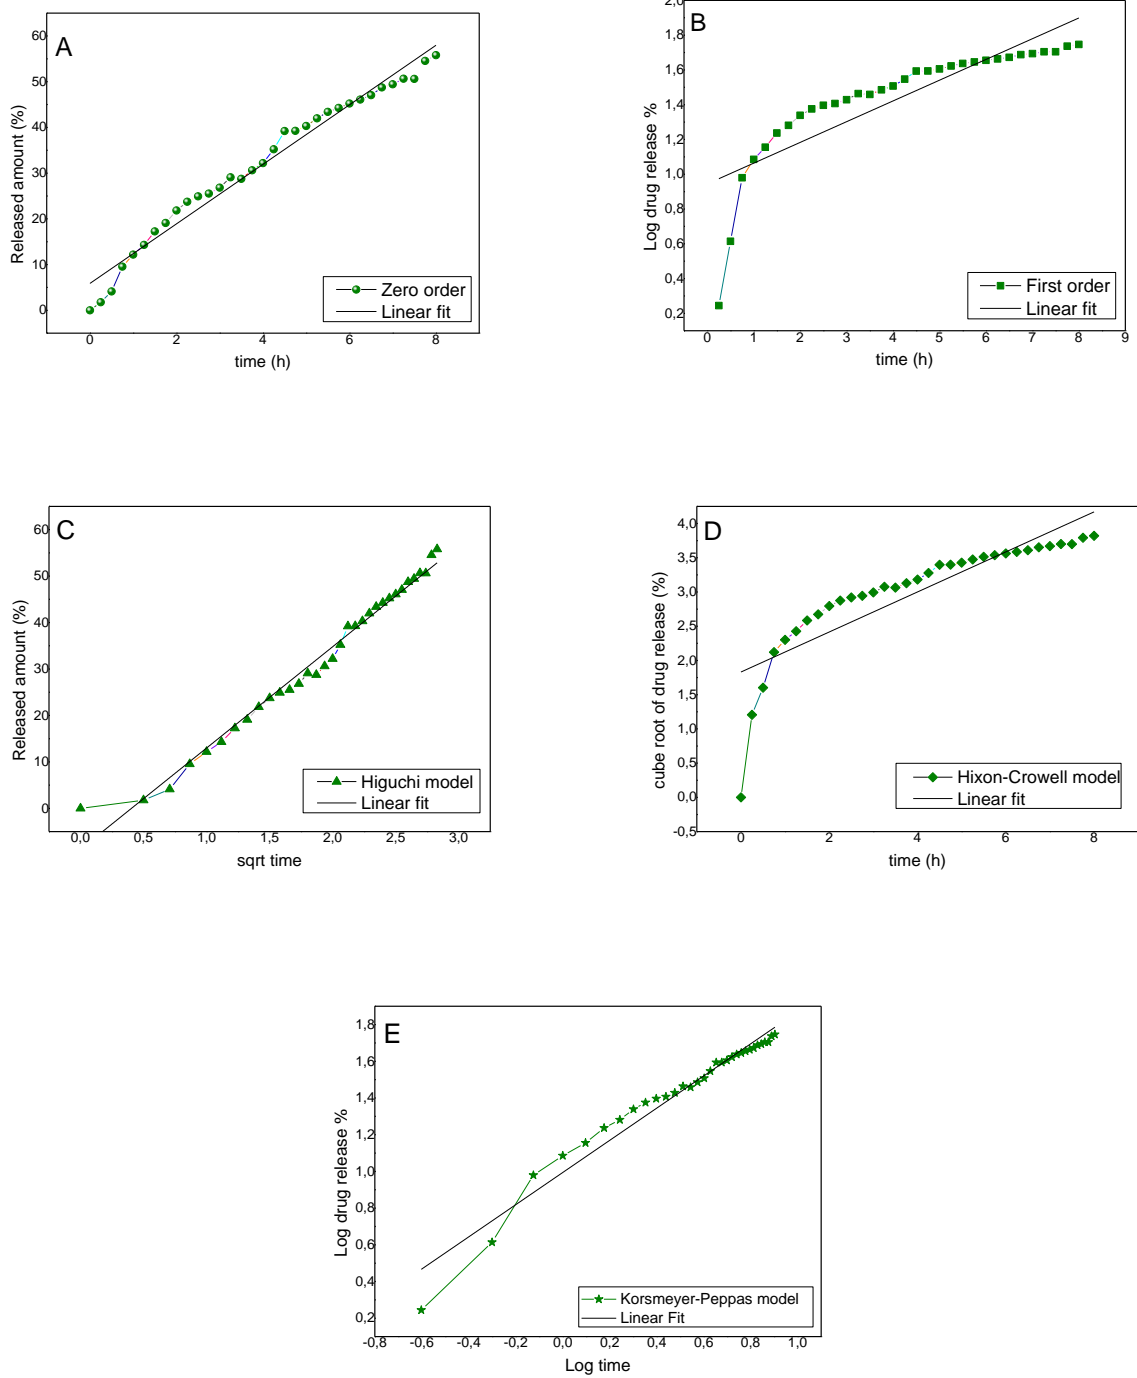 A
Released amount (%)
60
50
40
30
20
10
0
Zero order
Linear fit
0 2 4 6 8
time (h)
B
Log drug release %
2,0
1,8
1,6
1,4
1,2
1,0
0,8
0,6
0,4
0,2
First order
Linear fit
0 1 2 3 4 5 6 7 8 9
time (h)
C
Released amount (%)
60
50
40
30
20
10
0
Higuchi model
Linear fit
0,0 0,5 1,0 1,5 2,0 2,5 3,0
sqrt time
D
cube root of drug release (%)
4,0
3,5
3,0
2,5
2,0
1,5
1,0
0,5
0,0
-0,5
Hixon-Crowell model
Linear fit
0 2 4 6 8
time (h)
E
Log drug release %
1,8
1,6
1,4
1,2
1,0
0,8
0,6
0,4
0,2
Korsmeyer-Peppas model
Linear Fit
-0,8 -0,6 -0,4 -0,2 0,0 0,2 0,4 0,6 0,8 1,0
Log time